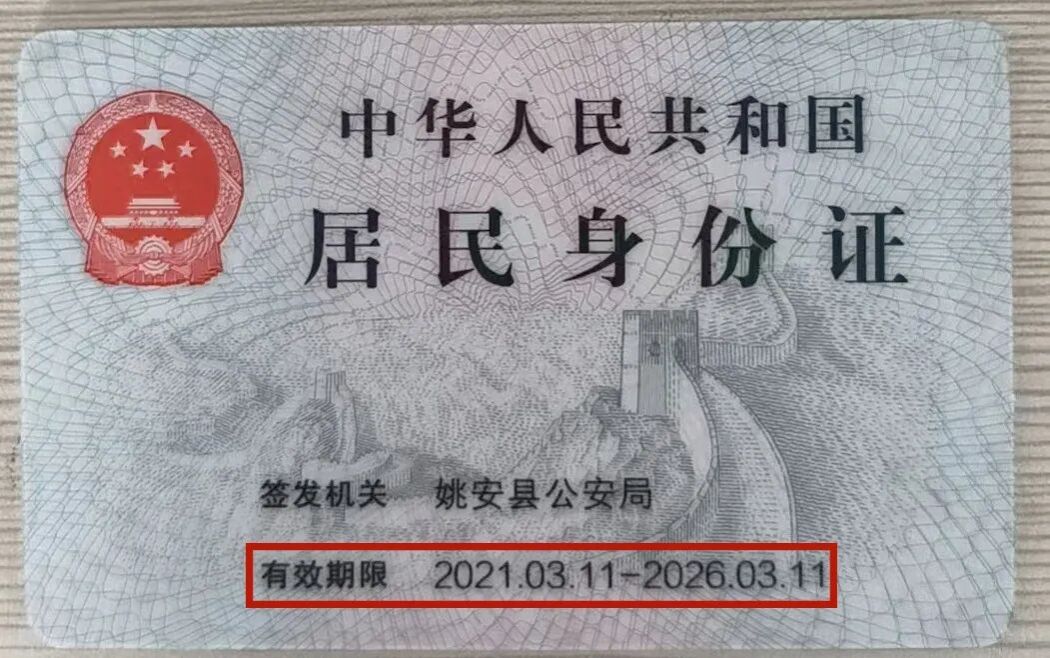 中华人民共和国
居民身份证
签发机关 姚安县公安局
有效期限 2021.03.11-2026.03.11